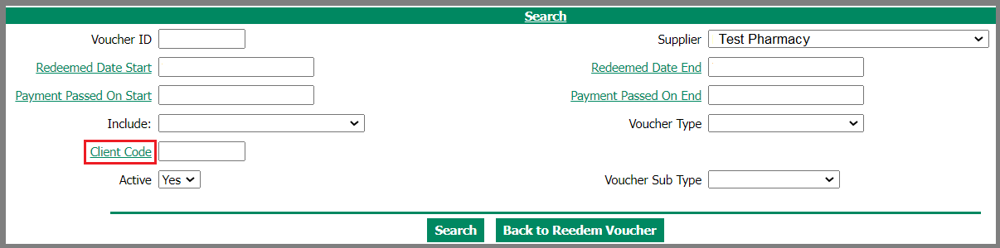 Search
Voucher ID
Supplier Test Pharmacy
Redeemed Date Start
Redeemed Date End
Payment Passed On Start
Payment Passed On End
Include:
Voucher Type
Client Code
Active Yes
Voucher Sub Type
Search Back to Reedem Voucher